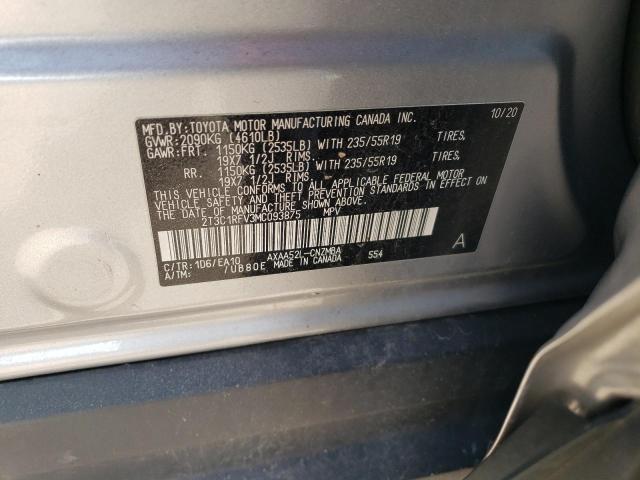 MFD.BY:TOYOTA MOTOR MANUFACTURING CANADA INC. 10/20
GVWR:2090KG (4610LB)
GAWR:FRT 1150KG (2535LB) WITH 235/55R19 TIRES,
19X7 1/2J RIMS.
RR. 1150KG (2535LB) WITH 235/55R19 TIRES,
19X7 1/2J RIMS.
THIS VEHICLE CONFORMS TO ALL APPLICABLE FEDERAL MOTOR
VEHICLE SAFETY AND THEFT PREVENTION STANDARDS IN EFFECT
ON THE DATE OF MANUFACTURE SHOWN ABOVE.
2T3C1RFV3MC093875 MPV
C/TR:1D6/EA10 AXAA52L-CNZMBA 554 A
A/TM: /UB80E MADE IN CANADA